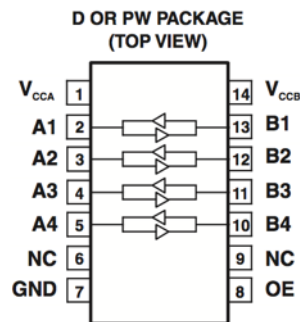 D OR PW PACKAGE
(TOP VIEW)
VCCA 1 14 VCCB
A1 2 13 B1
A2 3 12 B2
A3 4 11 B3
A4 5 10 B4
NC 6 9 NC
GND 7 8 OE